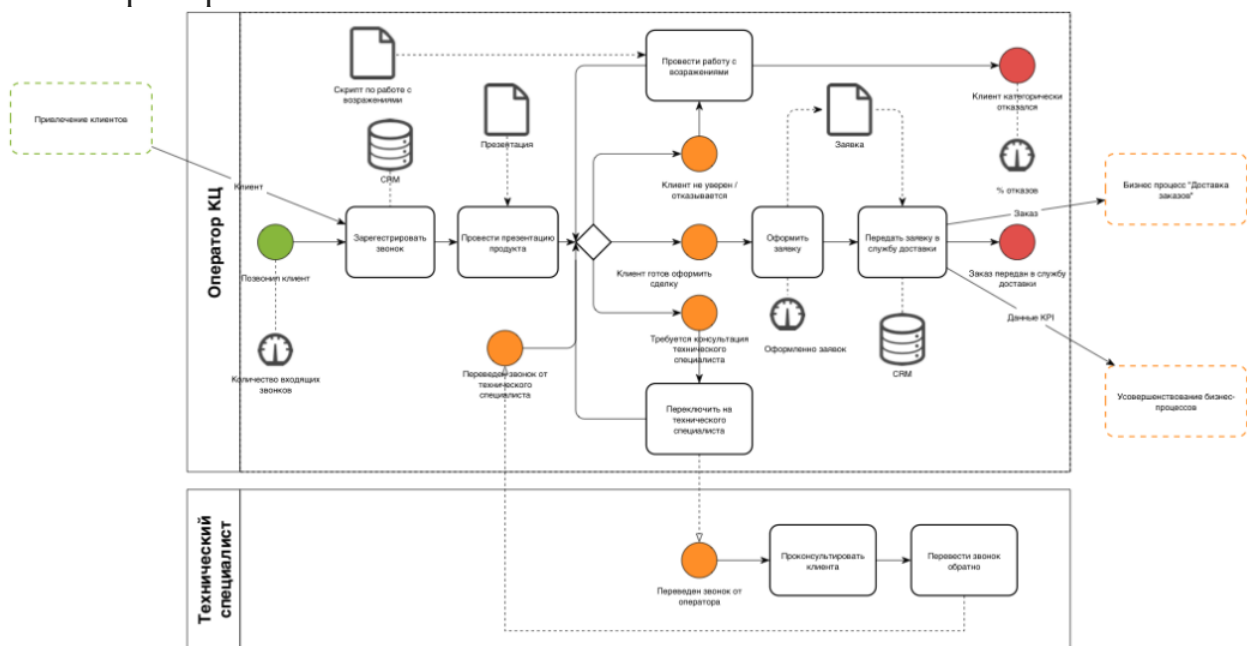 Оператор КЦ
Скрипт по работе с
возражениями
Провести работу с
возражениями
Клиент категорически
отказался
Привлечение клиентов
Презентация
Заявка
CRM
Клиент не уверен /
отказывается
% отказов
Бизнес процесс "Доставка
заказов"
Клиент
Заказ
Зарегестрировать
звонок
Провести презентацию
продукта
Оформить
заявку
Передать заявку в
службу доставки
Позвонил клиент
Клиент готов оформить
сделку
Заказ передан в службу
доставки
Данные KPI
Требуется консультация
технического
специалиста
Оформленно заявок
CRM
Количество входящих
звонков
Переведен звонок от
технического
специалиста
Переключить на
технического
специалиста
Усовершенствование бизнес-
процессов
Технический
специалист
Проконсультировать
клиента
Перевести звонок
обратно
Переведен звонок от
оператора